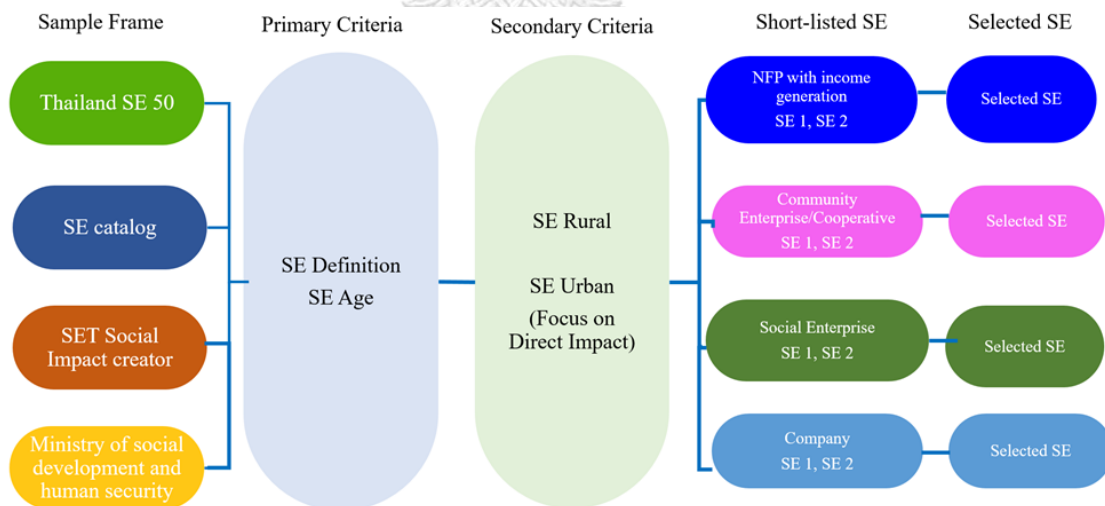 Sample Frame
Primary Criteria
Secondary Criteria
Short-listed SE
Selected SE
Thailand SE 50
SE catalog
SET Social
Impact creator
Ministry of social
development and
human security
SE Definition
SE Age
SE Rural
SE Urban
(Focus on
Direct Impact)
NFP with income
generation
SE 1, SE 2
Selected SE
Community
Enterprise/Cooperative
SE 1, SE 2
Selected SE
Social Enterprise
SE 1, SE 2
Selected SE
Company
SE 1, SE 2
Selected SE